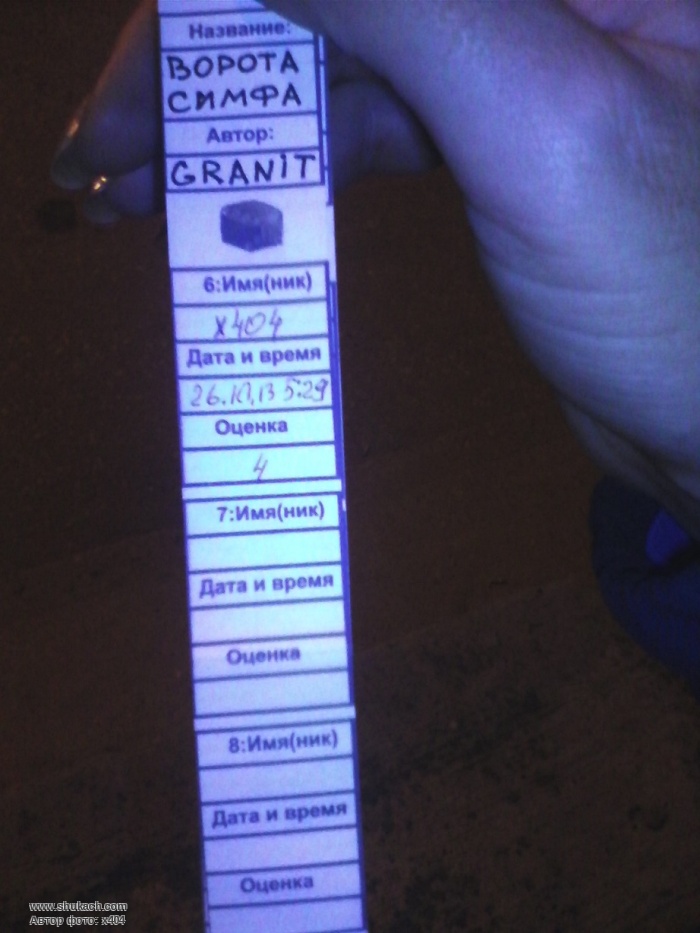 Название:
ВОРОТА
СИМФА
Автор:
GRANIT
6:Имя(ник)
x404
Дата и время
26.10.13 5:29
Оценка
4
7:Имя(ник)
Дата и время
Оценка
8:Имя(ник)
Дата и время
Оценка
www.shukach.com
Автор фото: x404